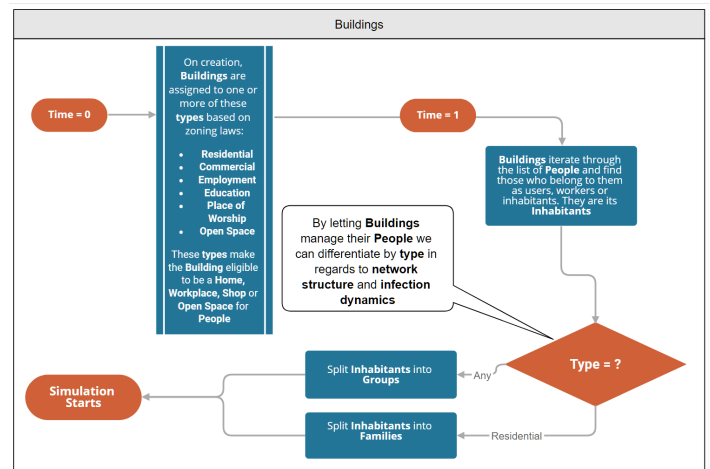 Buildings
On creation,
Buildings are
assigned to one or
more of these
types based on
zoning laws:
• Residential
• Commercial
• Employment
• Education
• Place of
Worship
• Open Space
These types make
the Building eligible
to be a Home,
Workplace, Shop or
Open Space for
People
Time = 0
Time = 1
Buildings iterate through
the list of People and find
those who belong to them
as users, workers or
inhabitants. They are its
Inhabitants
By letting Buildings
manage their People we
can differentiate by type in
regards to network
structure and infection
dynamics
Type = ?
Any
Split Inhabitants into
Groups
Residential
Split Inhabitants into
Families
Simulation
Starts